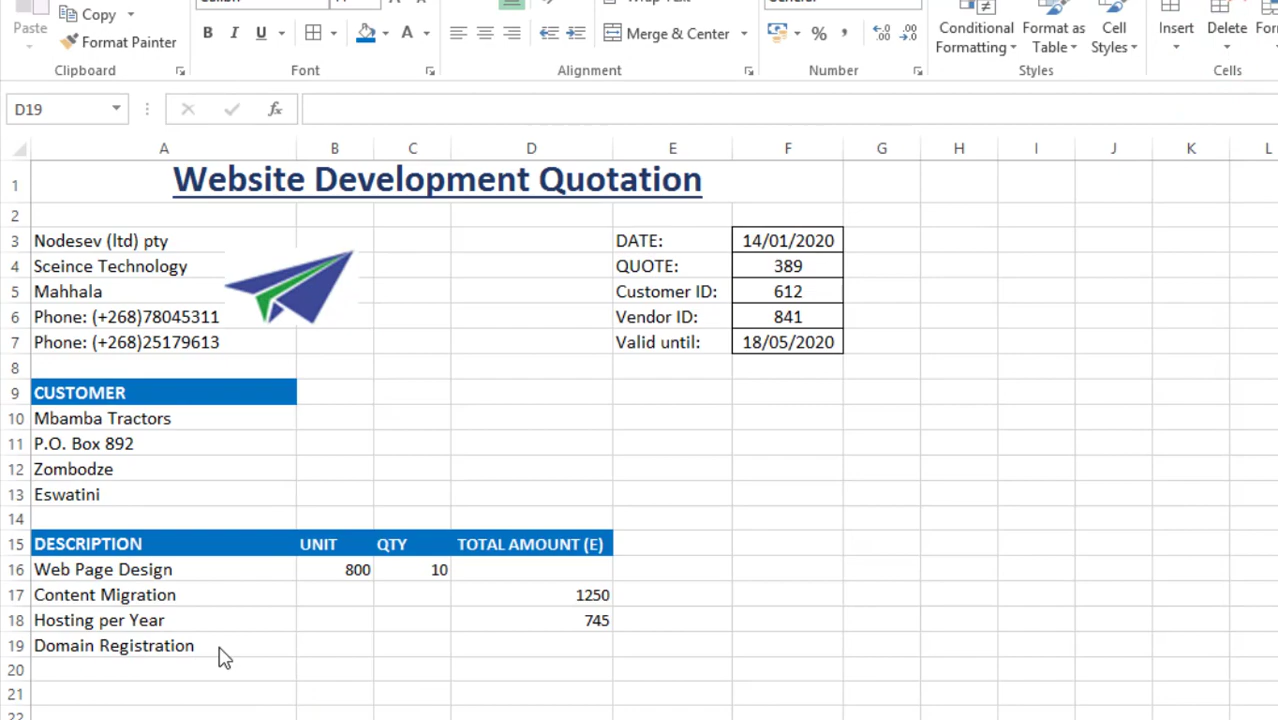 Paste Copy
Format Painter
B I U A
Merge & Center
% ,
Conditional Format as Cell
Formatting Table Styles
Insert Delete
Clipboard Font Alignment Number Styles Cells
D19 fx
A B C D E F G H I J K L
1 Website Development Quotation
2
3 Nodesev (ltd) pty DATE: 14/01/2020
4 Sceince Technology QUOTE: 389
5 Mahhala Customer ID: 612
6 Phone: (+268)78045311 Vendor ID: 841
7 Phone: (+268)25179613 Valid until: 18/05/2020
8
9 CUSTOMER
10 Mbamba Tractors
11 P.O. Box 892
12 Zombodze
13 Eswatini
14
15 DESCRIPTION UNIT QTY TOTAL AMOUNT (E)
16 Web Page Design 800 10
17 Content Migration 1250
18 Hosting per Year 745
19 Domain Registration
20
21
22